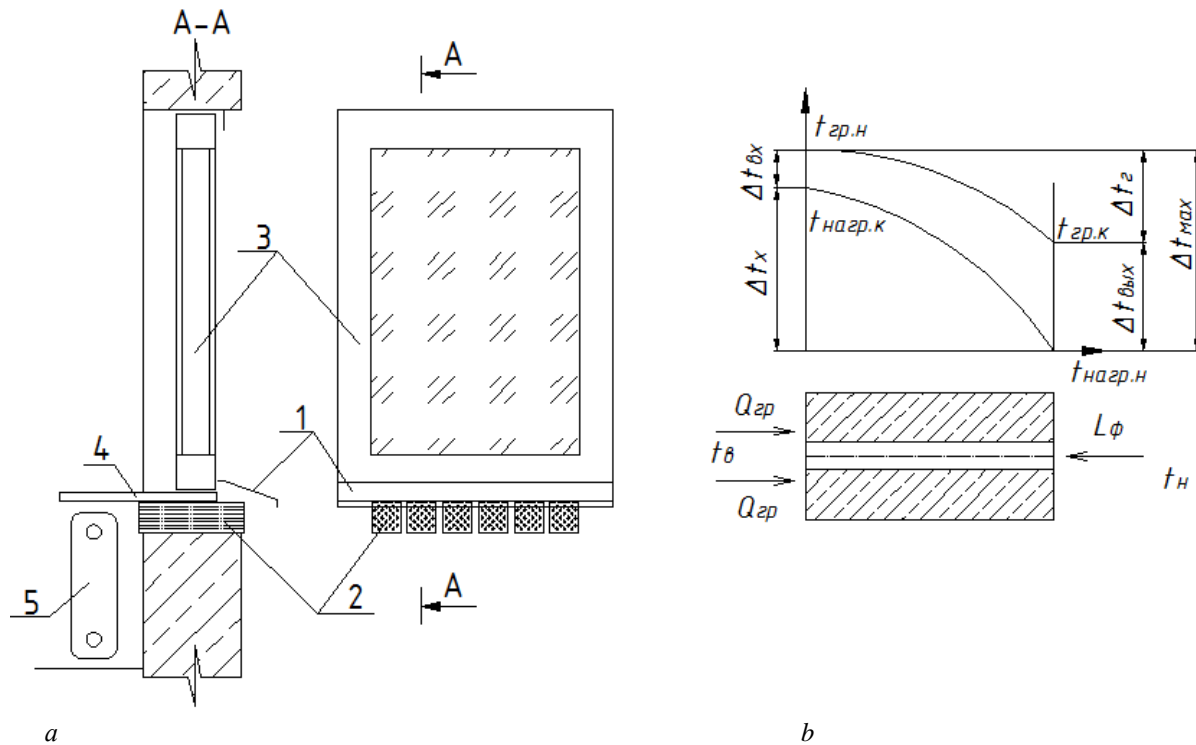 А-А
А
3
1
4
5
2
А
a
t гр.н
Δt вх
Δt г
Δt max
t нагр.к
t гр.к
Δt х
Δt вых
t нагр.н
Q гр
t в
L ф
t н
Q гр
b